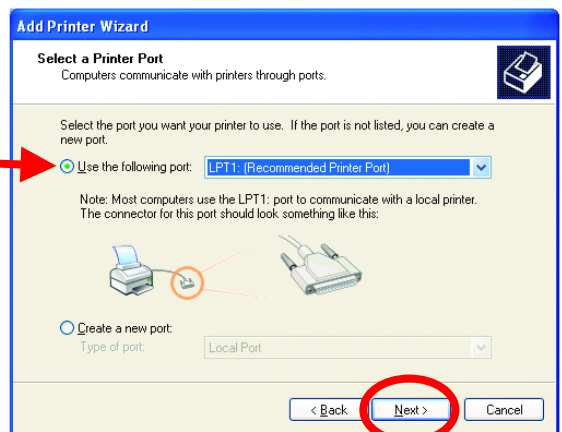 Add Printer Wizard
Select a Printer Port
Computers communicate with printers through ports.
Select the port you want your printer to use. If the port is not listed, you can create a
new port.
Use the following port: LPT1: (Recommended Printer Port)
Note: Most computers use the LPT1: port to communicate with a local printer.
The connector for this port should look something like this:
Create a new port:
Type of port: Local Port
< Back Next > Cancel